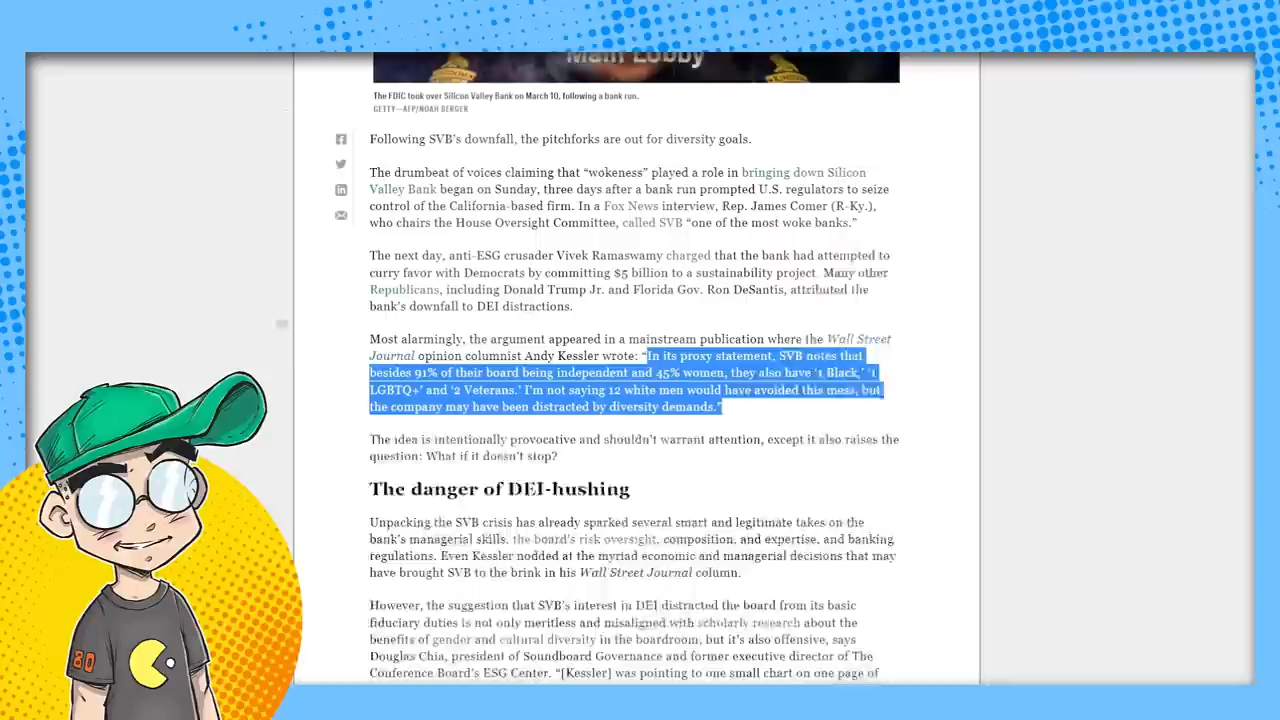 Main Lobby
The FDIC took over Silicon Valley Bank on March 10, following a bank run.
GETTY—AFP/NOAH BERGER
Following SVB's downfall, the pitchforks are out for diversity goals.
The drumbeat of voices claiming that “wokeness” played a role in bringing down Silicon
Valley Bank began on Sunday, three days after a bank run prompted U.S. regulators to seize
control of the California-based firm. In a Fox News interview, Rep. James Comer (R-Ky.),
who chairs the House Oversight Committee, called SVB “one of the most woke banks.”
The next day, anti-ESG crusader Vivek Ramaswamy charged that the bank had attempted to
curry favor with Democrats by committing $5 billion to a sustainability project. Many other
Republicans, including Donald Trump Jr. and Florida Gov. Ron DeSantis, attributed the
bank's downfall to DEI distractions.
Most alarmingly, the argument appeared in a mainstream publication where the Wall Street
Journal opinion columnist Andy Kessler wrote: “In its proxy statement, SVB notes that
besides 91% of their board being independent and 45% women, they also have ‘1 Black,’ ‘1
LGBTQ+’ and ‘2 Veterans.’ I'm not saying 12 white men would have avoided this mess, but
the company may have been distracted by diversity demands.”
The idea is intentionally provocative and shouldn't warrant attention, except it also raises the
question: What if it doesn't stop?
The danger of DEI-hushing
Unpacking the SVB crisis has already sparked several smart and legitimate takes on the
bank's managerial skills, the board's risk oversight, composition, and expertise, and banking
regulations. Even Kessler nodded at the myriad economic and managerial decisions that may
have brought SVB to the brink in his Wall Street Journal column.
However, the suggestion that SVB's interest in DEI distracted the board from its basic
fiduciary duties is not only meritless and misaligned with scholarly research about the
benefits of gender and cultural diversity in the boardroom, but it's also offensive, says
Douglas Chia, president of Soundboard Governance and former executive director of The
Conference Board's ESG Center. “[Kessler] was pointing to one small chart on one page of
80